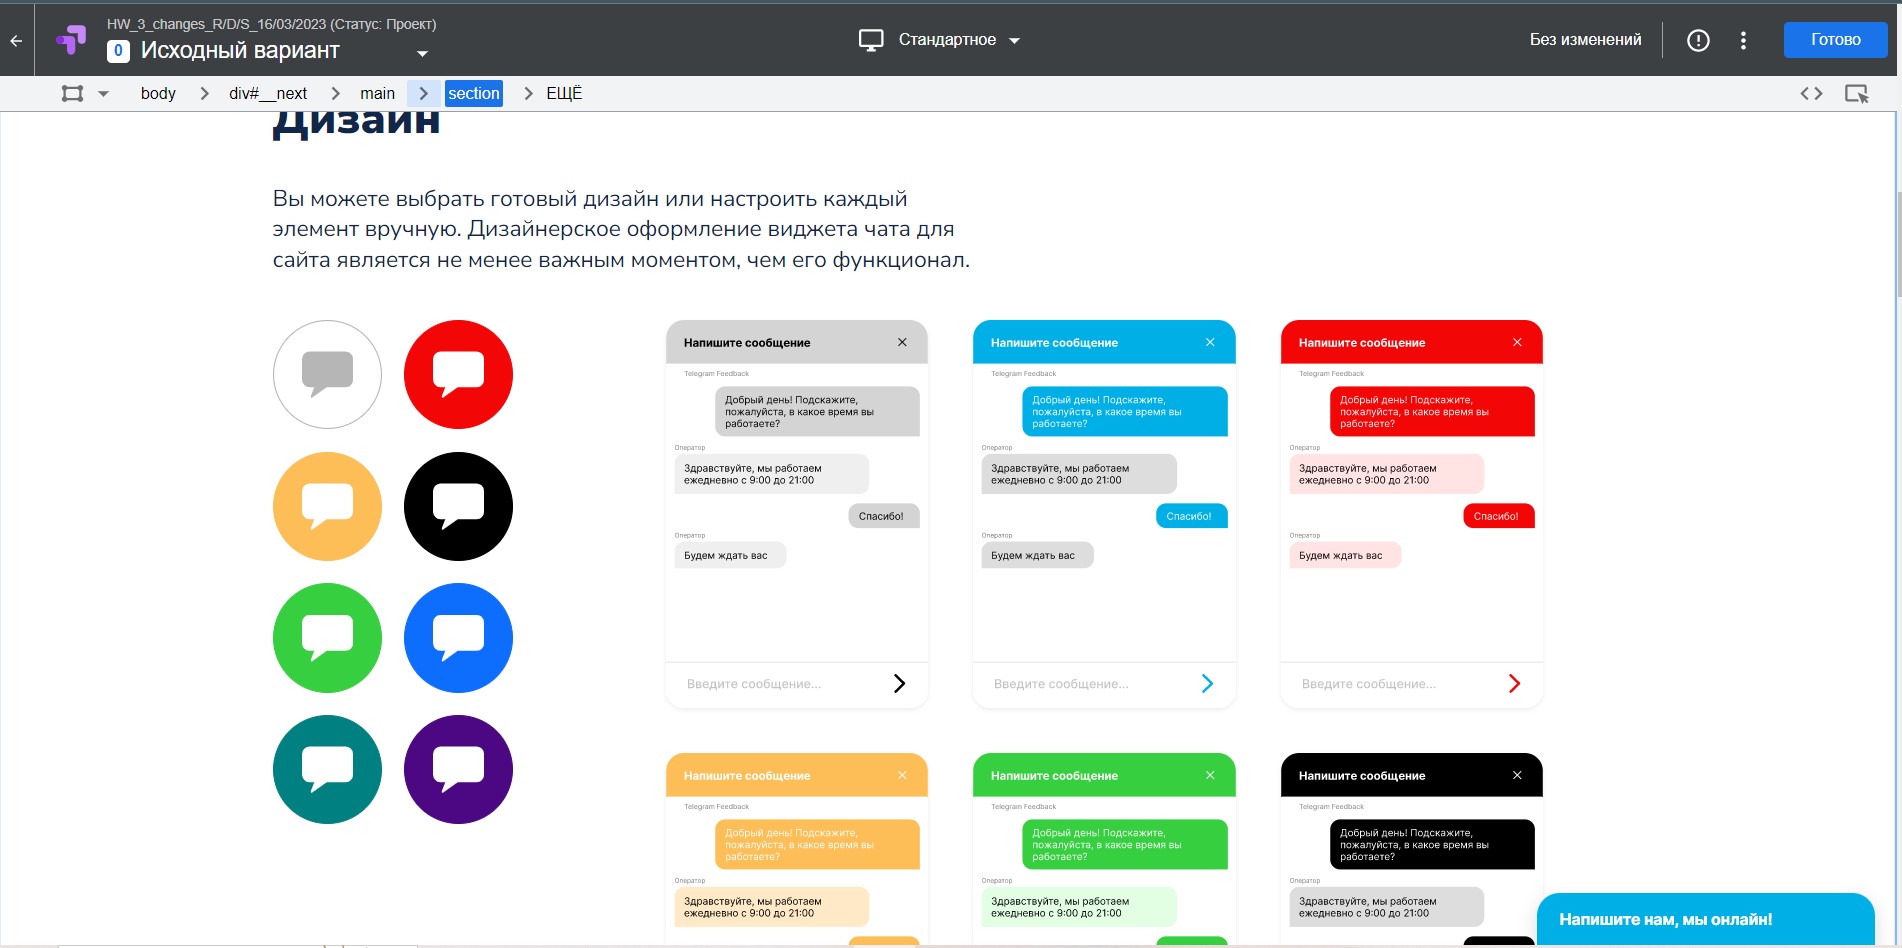 HW_3_changes_R/D/S_16/03/2023 (Статус: Проект)
0 Исходный вариант
Стандартное
Без изменений
Готово
body
div#__next
main
section
ЕЩЁ
Дизайн
Вы можете выбрать готовый дизайн или настроить каждый
элемент вручную. Дизайнерское оформление виджета чата для
сайта является не менее важным моментом, чем его функционал.
Напишите сообщение
Telegram Feedback
Добрый день! Подскажите,
пожалуйста, в какое время вы
работаете?
Оператор
Здравствуйте, мы работаем
ежедневно с 9:00 до 21:00
Спасибо!
Оператор
Будем ждать вас
Введите сообщение...
Напишите сообщение
Telegram Feedback
Добрый день! Подскажите,
пожалуйста, в какое время вы
работаете?
Оператор
Здравствуйте, мы работаем
ежедневно с 9:00 до 21:00
Спасибо!
Оператор
Будем ждать вас
Введите сообщение...
Напишите сообщение
Telegram Feedback
Добрый день! Подскажите,
пожалуйста, в какое время вы
работаете?
Оператор
Здравствуйте, мы работаем
ежедневно с 9:00 до 21:00
Спасибо!
Оператор
Будем ждать вас
Введите сообщение...
Напишите сообщение
Telegram Feedback
Добрый день! Подскажите,
пожалуйста, в какое время вы
работаете?
Оператор
Здравствуйте, мы работаем
ежедневно с 9:00 до 21:00
Напишите сообщение
Telegram Feedback
Добрый день! Подскажите,
пожалуйста, в какое время вы
работаете?
Оператор
Здравствуйте, мы работаем
ежедневно с 9:00 до 21:00
Напишите сообщение
Telegram Feedback
Добрый день! Подскажите,
пожалуйста, в какое время вы
работаете?
Оператор
Здравствуйте, мы работаем
ежедневно с 9:00 до 21:00
Напишите нам, мы онлайн!